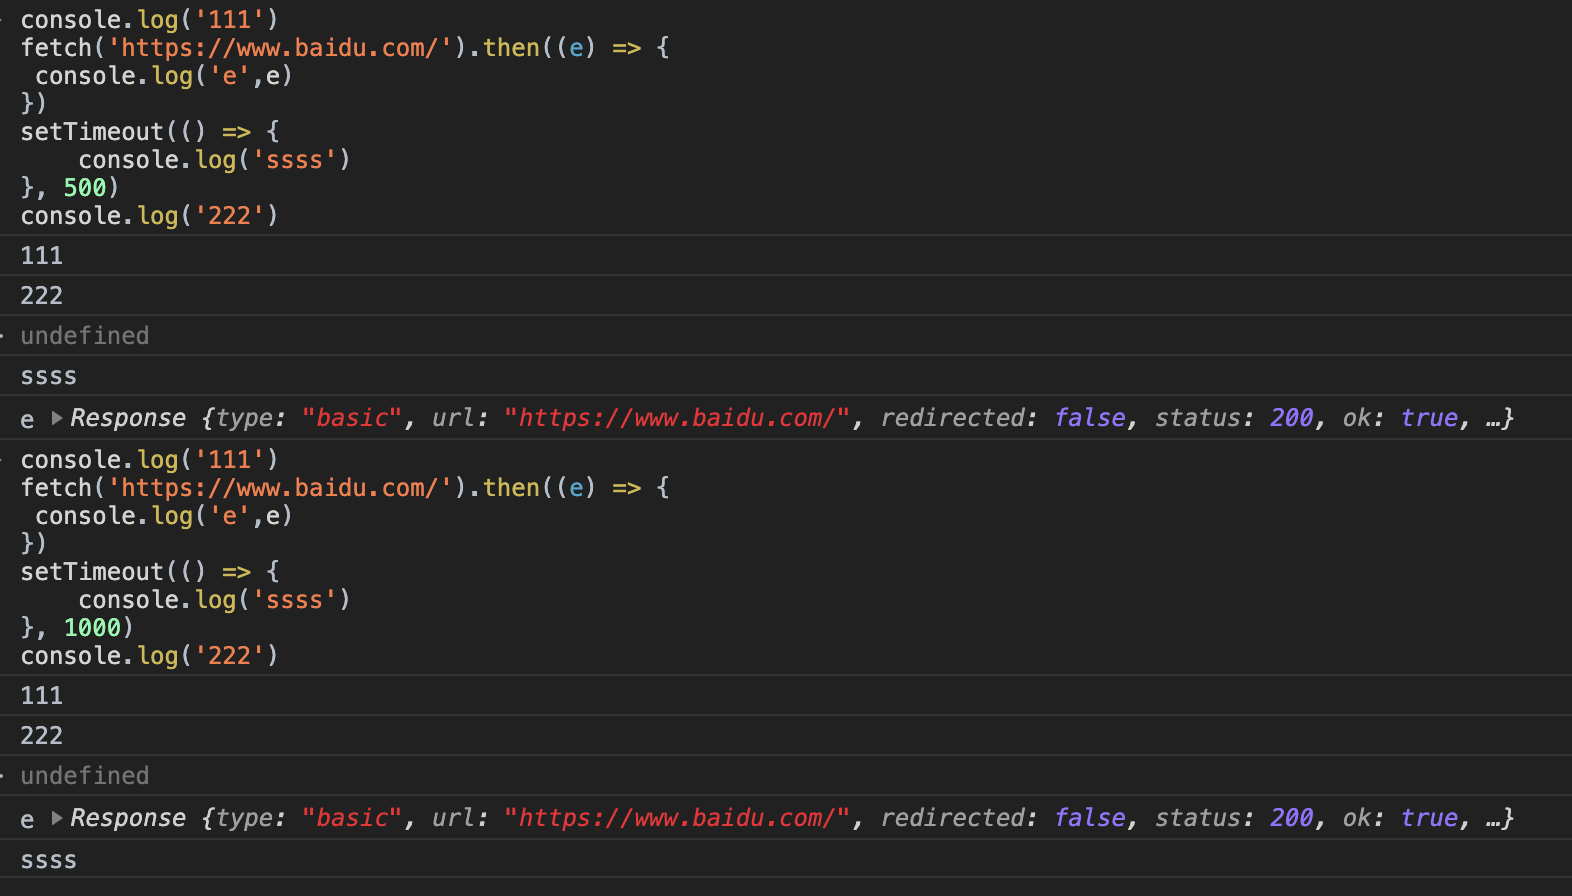 console.log('111')
fetch('https://www.baidu.com/').then((e) => {
 console.log('e',e)
})
setTimeout(() => {
    console.log('ssss')
}, 500)
console.log('222')
111
222
undefined
ssss
e ▶Response {type: "basic", url: "https://www.baidu.com/", redirected: false, status: 200, ok: true, …}
console.log('111')
fetch('https://www.baidu.com/').then((e) => {
 console.log('e',e)
})
setTimeout(() => {
    console.log('ssss')
}, 1000)
console.log('222')
111
222
undefined
e ▶Response {type: "basic", url: "https://www.baidu.com/", redirected: false, status: 200, ok: true, …}
ssss